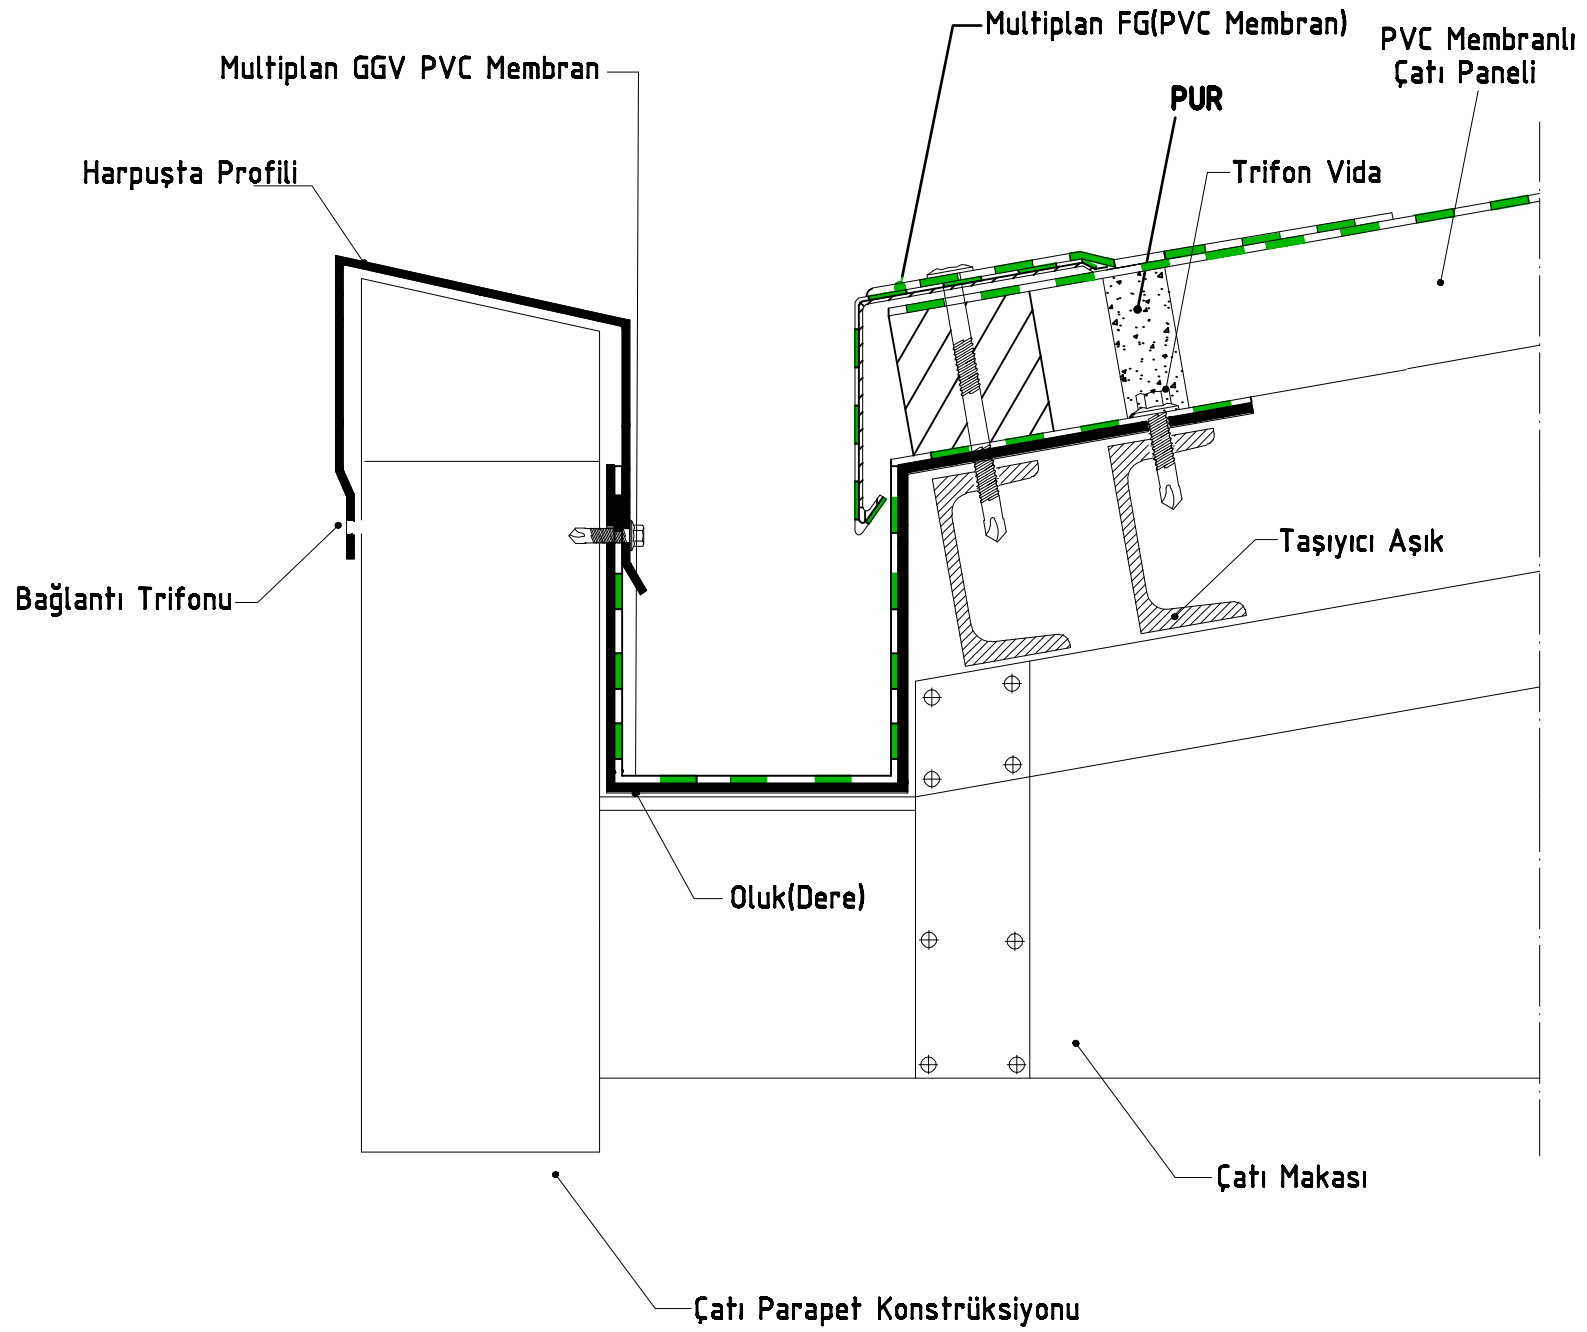 Multiplan FG(PVC Membran)
PVC Membranlı
Çatı Paneli
Multiplan GGV PVC Membran
PUR
Harpuşta Profili
Trifon Vida
Taşıyıcı Aşık
Bağlantı Trifonu
Oluk(Dere)
Çatı Makası
Çatı Parapet Konstrüksiyonu